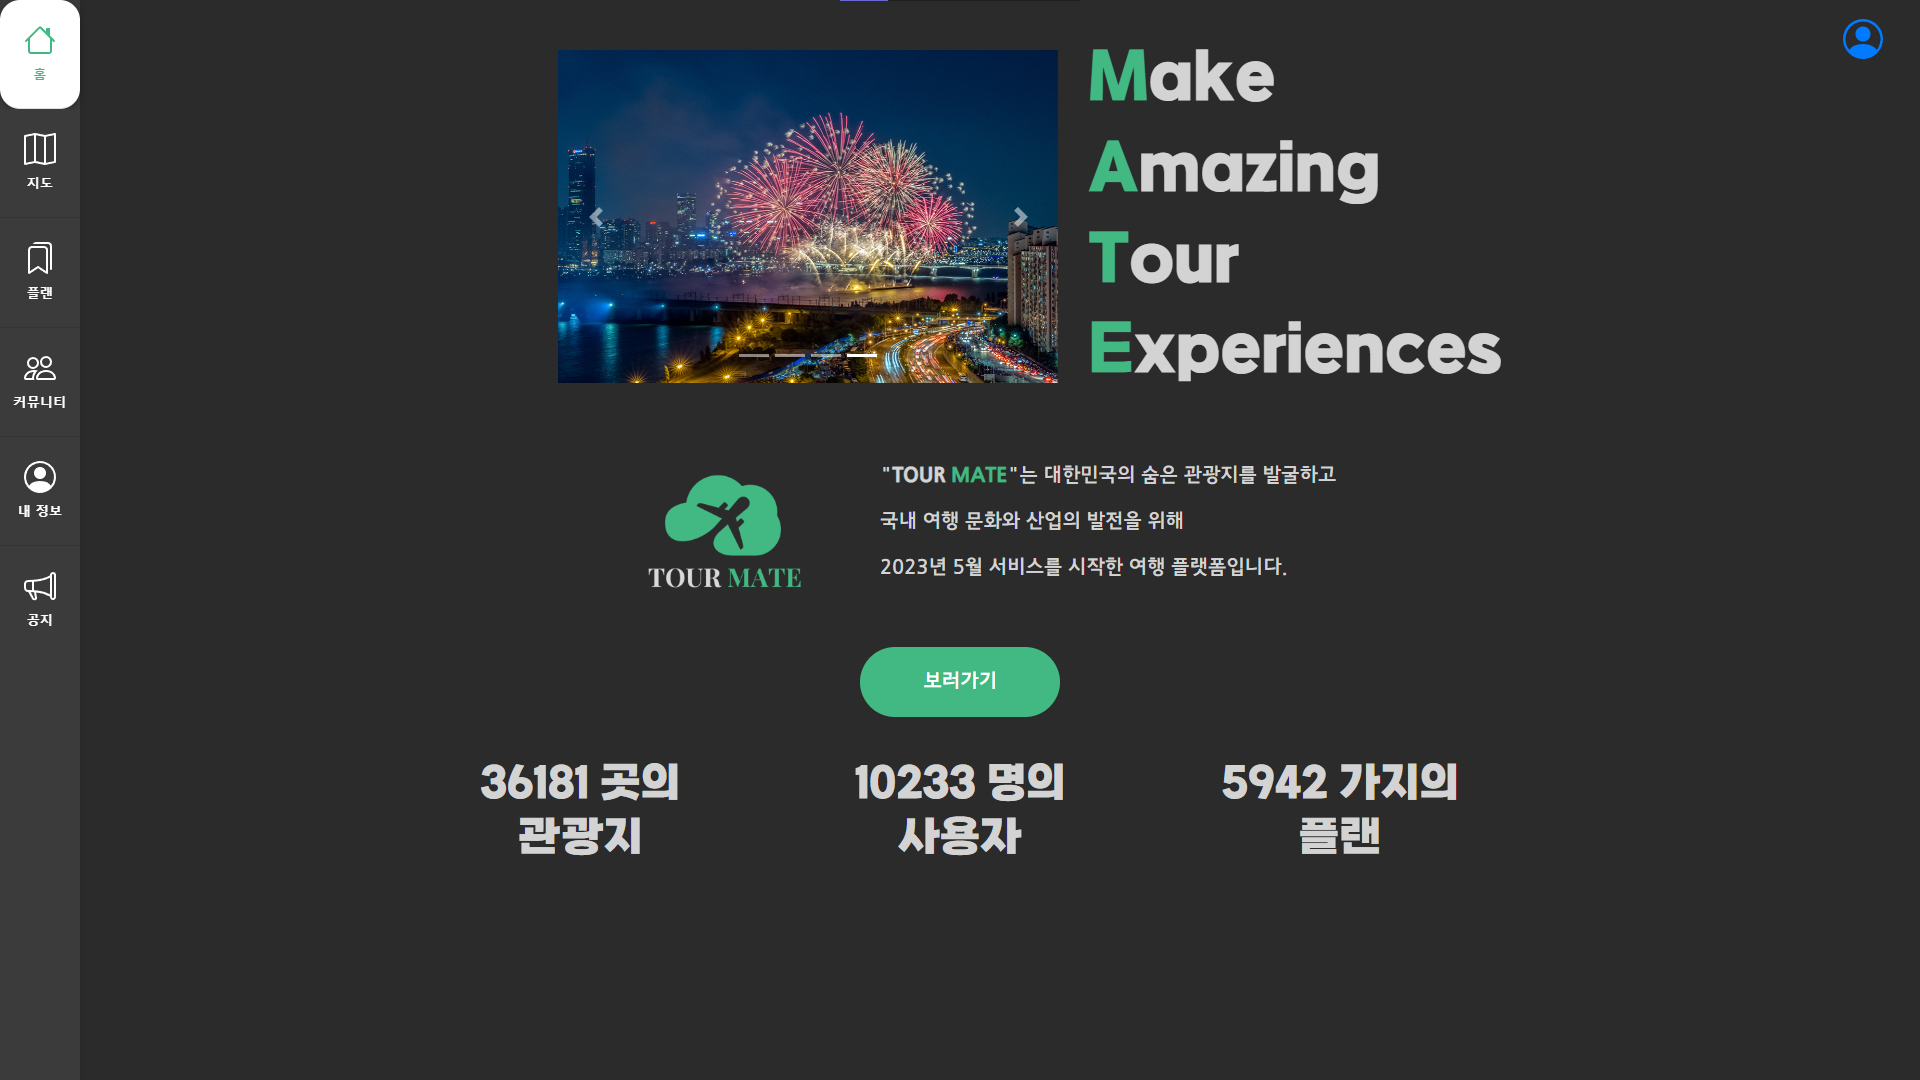 홈
지도
플랜
커뮤니티
내 정보
공지
Make
Amazing
Tour
Experiences
TOUR MATE
"TOUR MATE"는 대한민국의 숨은 관광지를 발굴하고
국내 여행 문화와 산업의 발전을 위해
2023년 5월 서비스를 시작한 여행 플랫폼입니다.
보러가기
36181 곳의
관광지
10233 명의
사용자
5942 가지의
플랜